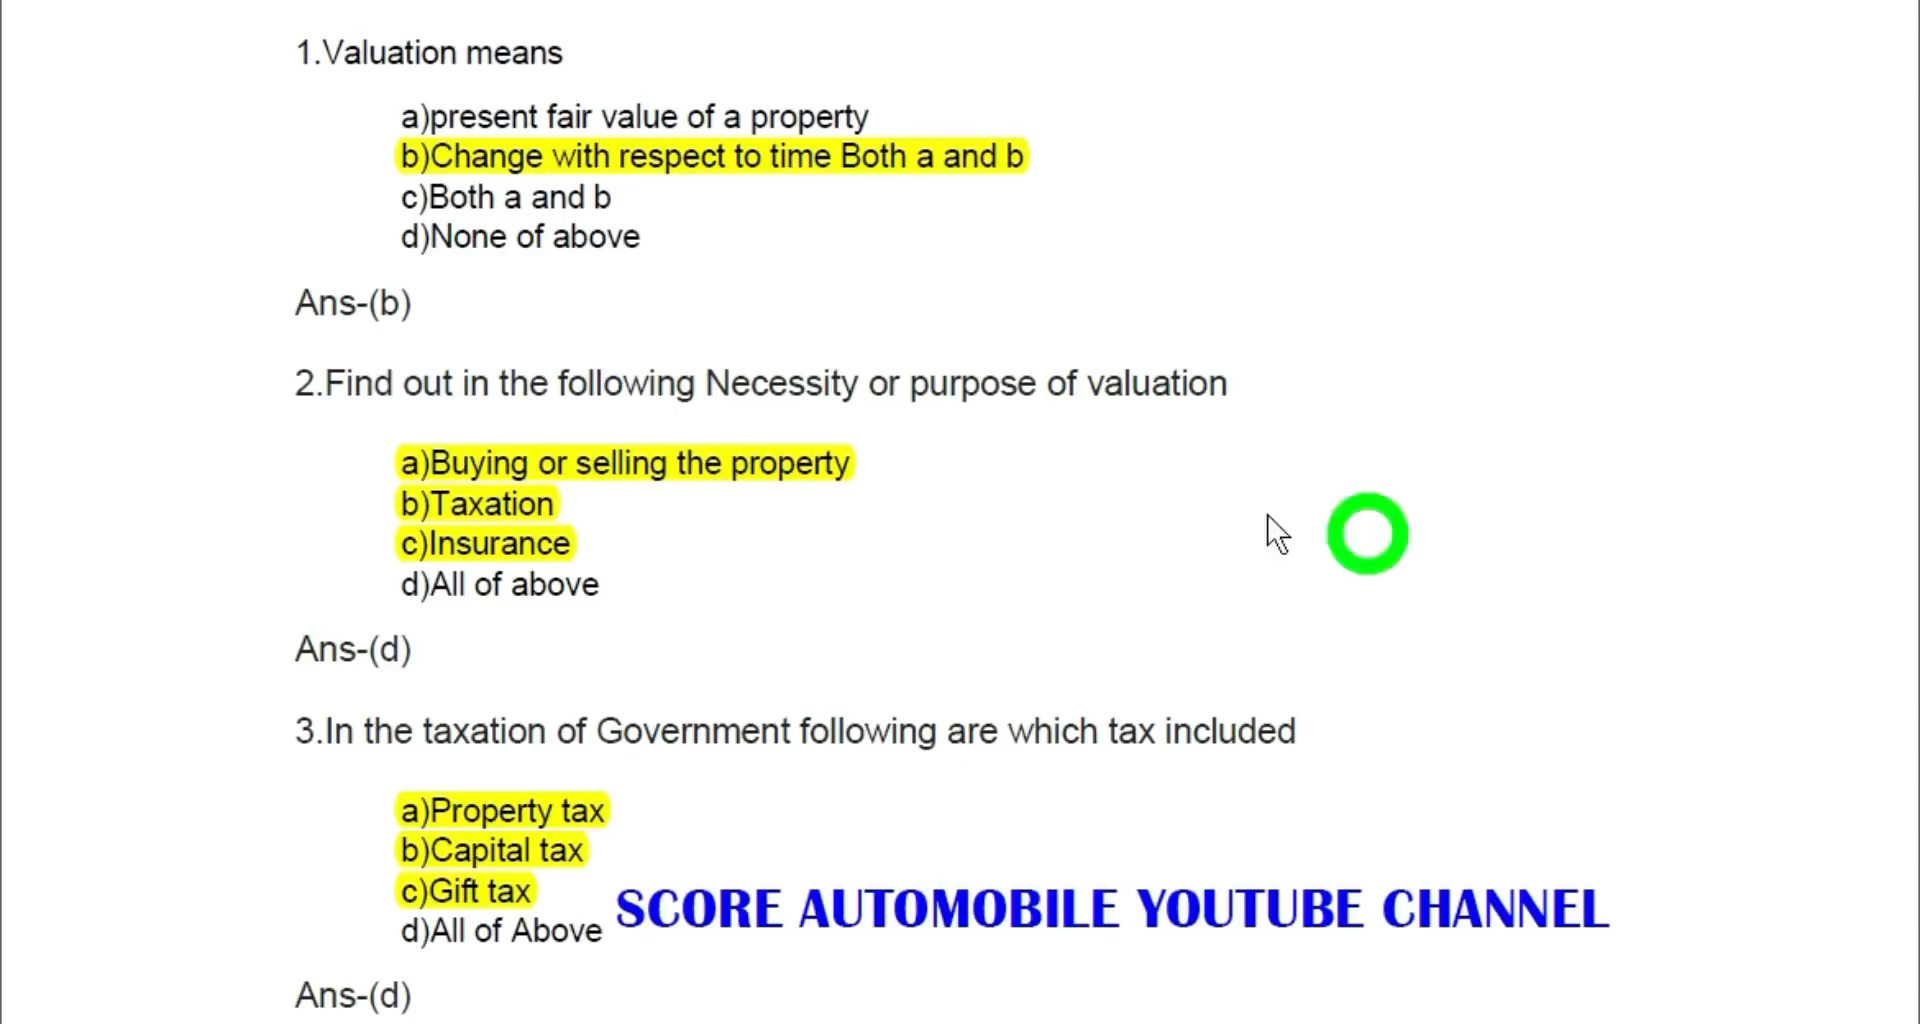 1.Valuation means
a)present fair value of a property
b)Change with respect to time Both a and b
c)Both a and b
d)None of above
Ans-(b)
2.Find out in the following Necessity or purpose of valuation
a)Buying or selling the property
b)Taxation
c)Insurance
d)All of above
Ans-(d)
3.In the taxation of Government following are which tax included
a)Property tax
b)Capital tax
c)Gift tax
d)All of Above
SCORE AUTOMOBILE YOUTUBE CHANNEL
Ans-(d)